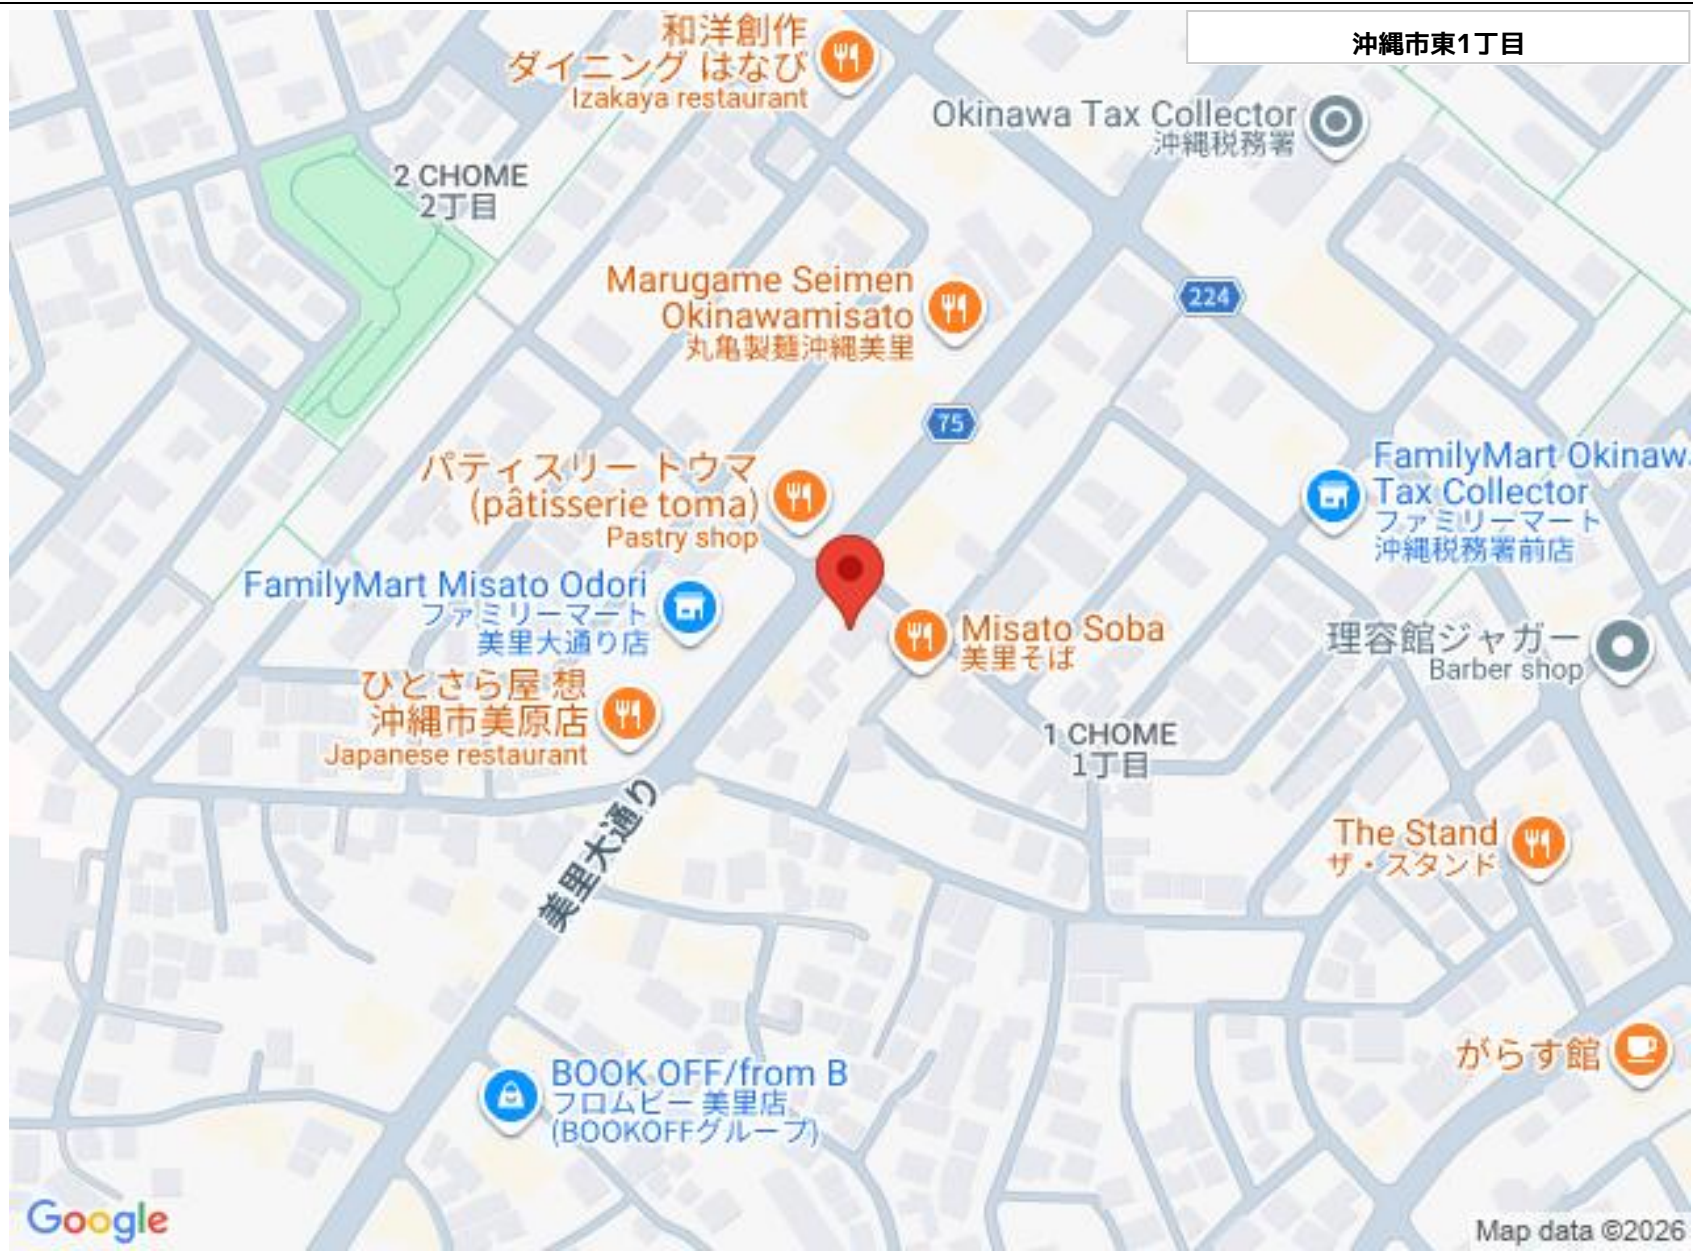 沖縄市東1丁目
和洋創作
ダイニング はなび
Izakaya restaurant
Okinawa Tax Collector
沖縄税務署
2 CHOME
2丁目
Marugame Seimen
Okinawamisato
丸亀製麺沖縄美里
224
75
パティスリー トウマ
(pâtisserie toma)
Pastry shop
FamilyMart Okinaw
Tax Collector
ファミリーマート
沖縄税務署前店
FamilyMart Misato Odori
ファミリーマート
美里大通り店
Misato Soba
美里そば
理容館ジャガー
Barber shop
ひとさら屋 想
沖縄市美原店
Japanese restaurant
1 CHOME
1丁目
美里大通り
The Stand
ザ・スタンド
がらす館
BOOK OFF/from B
フロムビー 美里店
(BOOKOFFグループ)
Google
Map data ©2026